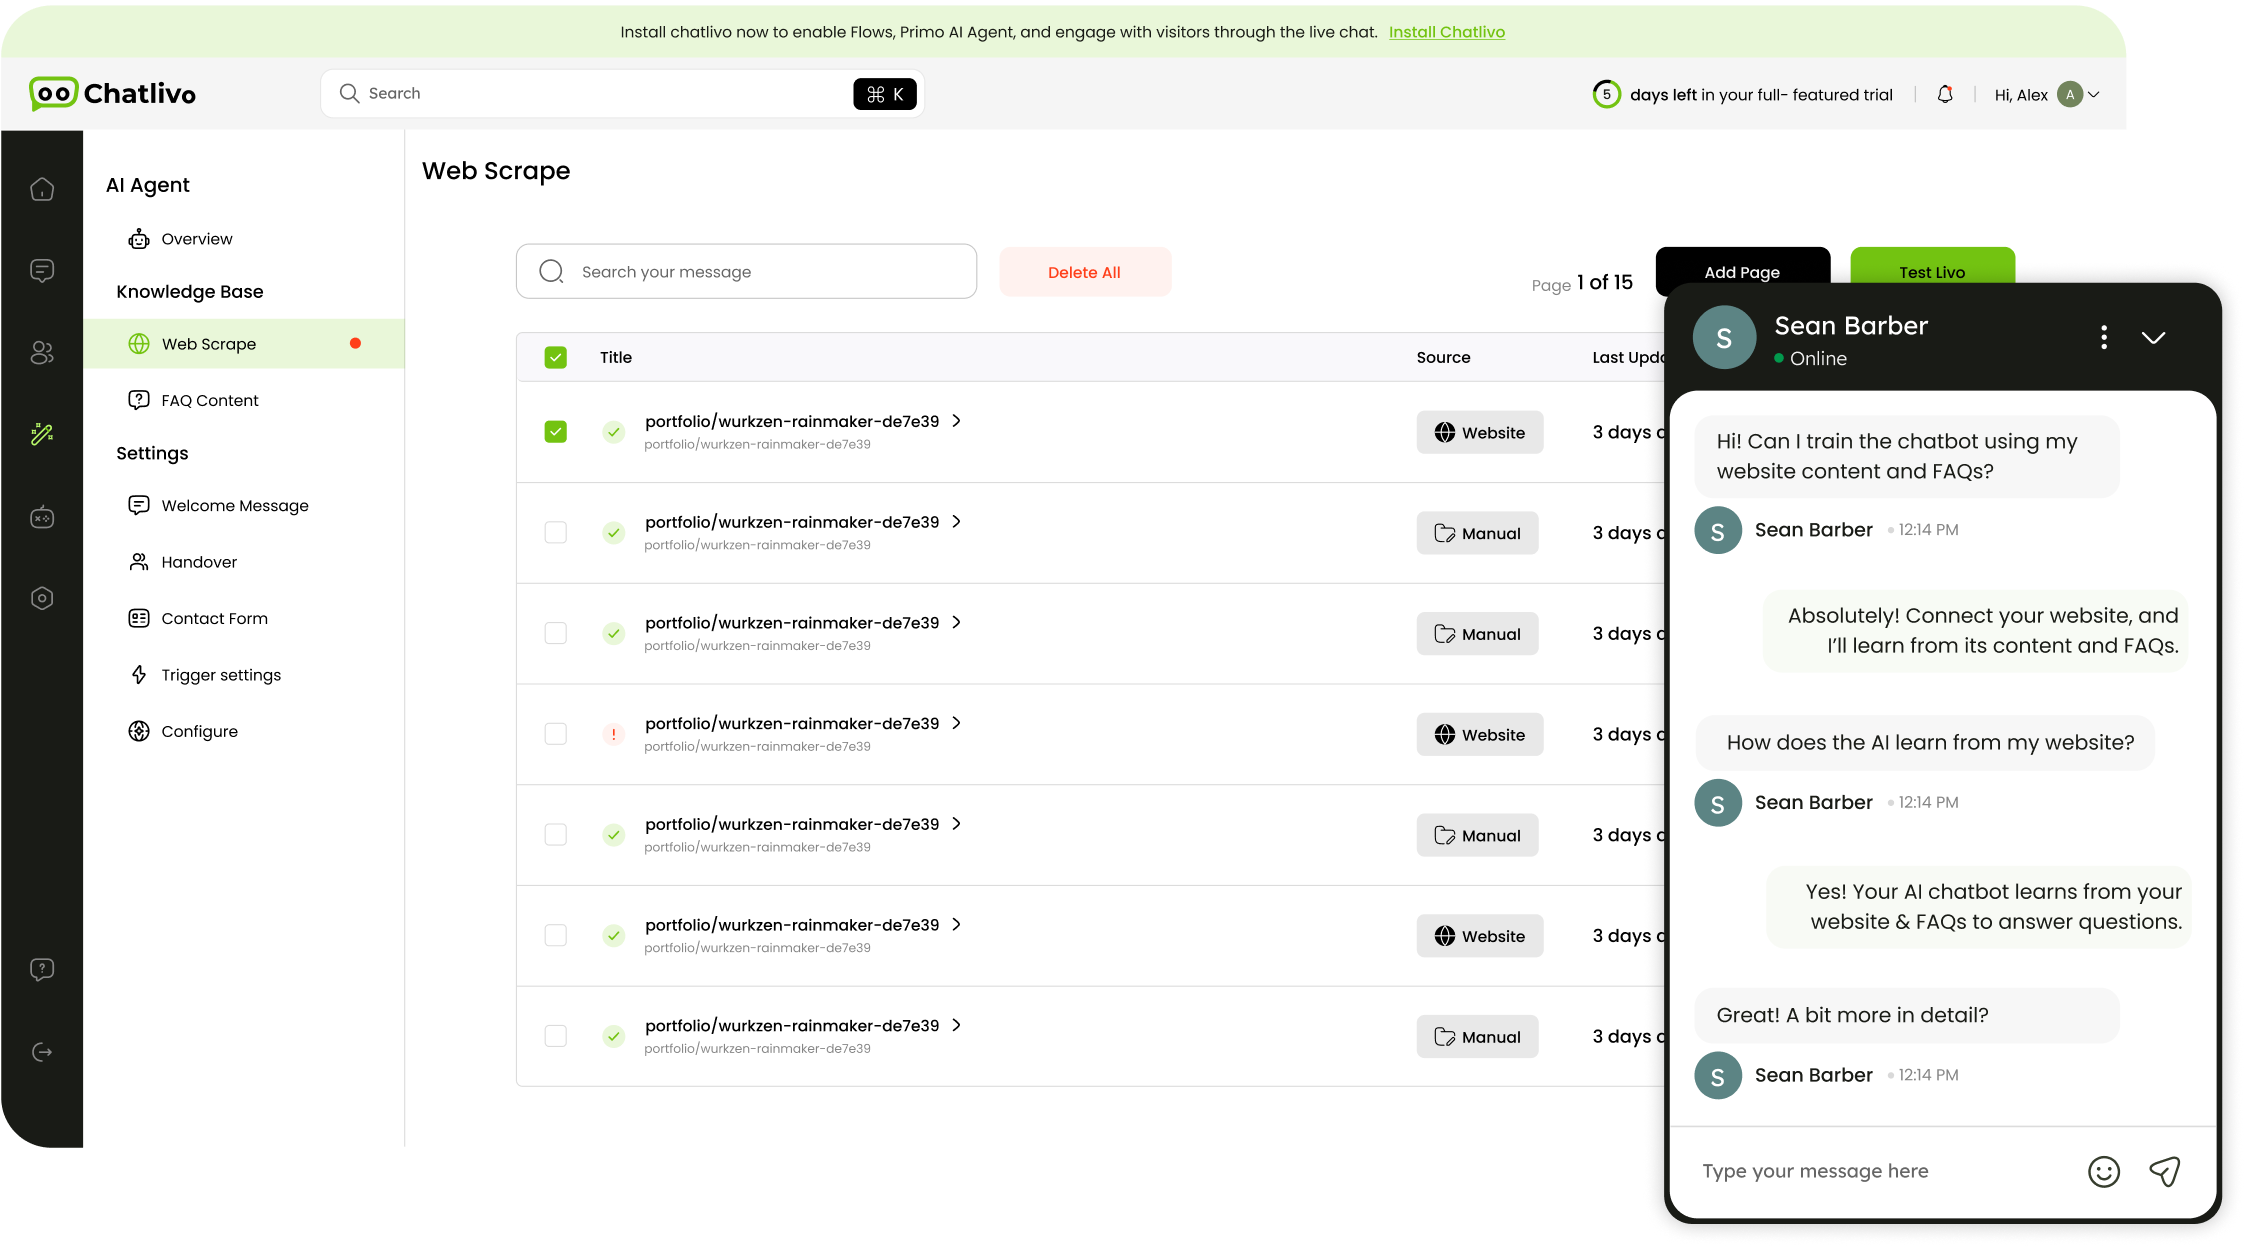 Install chatlivo now to enable Flows, Primo AI Agent, and engage with visitors through the live chat. Install Chatlivo
Chatlivo
Search
⌘ K
5 days left in your full- featured trial
Hi, Alex A
AI Agent
Overview
Knowledge Base
Web Scrape
FAQ Content
Settings
Welcome Message
Handover
Contact Form
Trigger settings
Configure
Web Scrape
Search your message
Delete All
Page 1 of 15
Add Page
Test Livo
Title Source Last Upda
portfolio/wurkzen-rainmaker-de7e39
portfolio/wurkzen-rainmaker-de7e39
Website
3 days
portfolio/wurkzen-rainmaker-de7e39
portfolio/wurkzen-rainmaker-de7e39
Manual
3 days
portfolio/wurkzen-rainmaker-de7e39
portfolio/wurkzen-rainmaker-de7e39
Manual
3 days
portfolio/wurkzen-rainmaker-de7e39
portfolio/wurkzen-rainmaker-de7e39
Website
3 days
portfolio/wurkzen-rainmaker-de7e39
portfolio/wurkzen-rainmaker-de7e39
Manual
3 days
portfolio/wurkzen-rainmaker-de7e39
portfolio/wurkzen-rainmaker-de7e39
Website
3 days
portfolio/wurkzen-rainmaker-de7e39
portfolio/wurkzen-rainmaker-de7e39
Manual
3 days
S
Sean Barber
Online
Hi! Can I train the chatbot using my
website content and FAQs?
S Sean Barber 12:14 PM
Absolutely! Connect your website, and
I'll learn from its content and FAQs.
How does the AI learn from my website?
S Sean Barber 12:14 PM
Yes! Your AI chatbot learns from your
website & FAQs to answer questions.
Great! A bit more in detail?
S Sean Barber 12:14 PM
Type your message here